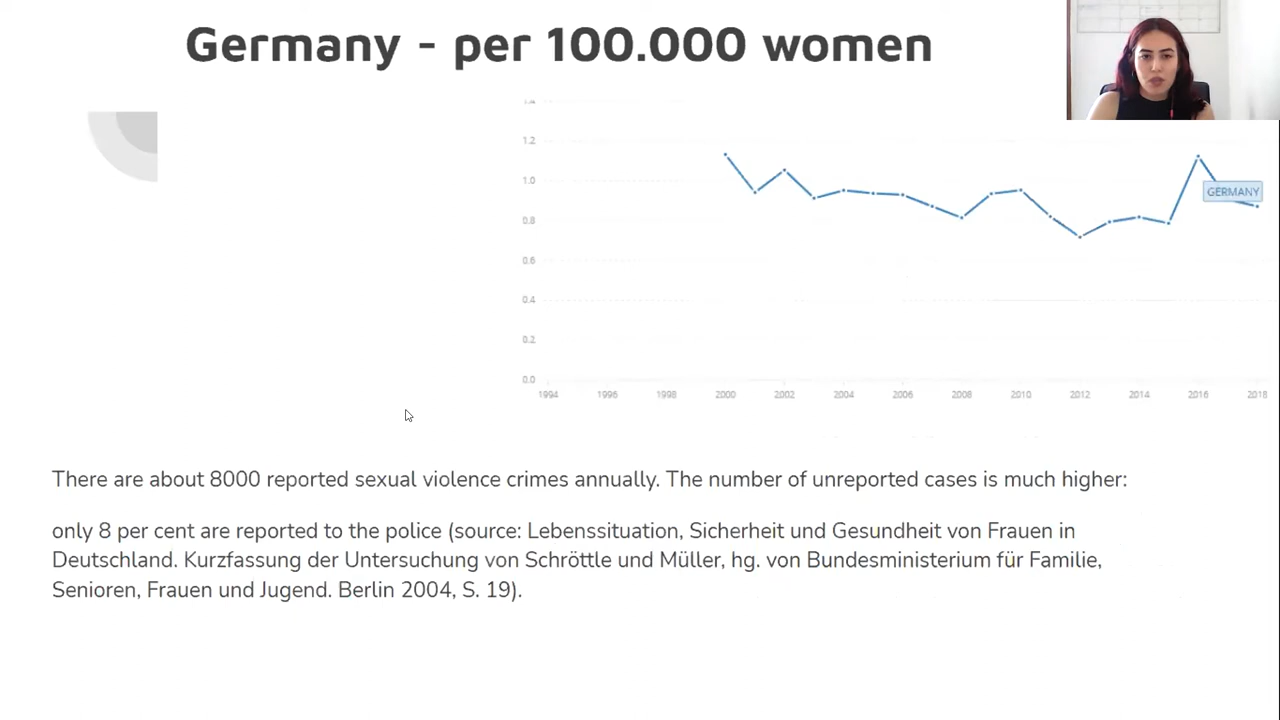 Germany - per 100.000 women
1.4
1.2
1.0
0.8
0.6
0.4
0.2
0.0
GERMANY
1994 1996 1998 2000 2002 2004 2006 2008 2010 2012 2014 2016 2018
There are about 8000 reported sexual violence crimes annually. The number of unreported cases is much higher:
only 8 per cent are reported to the police (source: Lebenssituation, Sicherheit und Gesundheit von Frauen in
Deutschland. Kurzfassung der Untersuchung von Schröttle und Müller, hg. von Bundesministerium für Familie,
Senioren, Frauen und Jugend. Berlin 2004, S. 19).